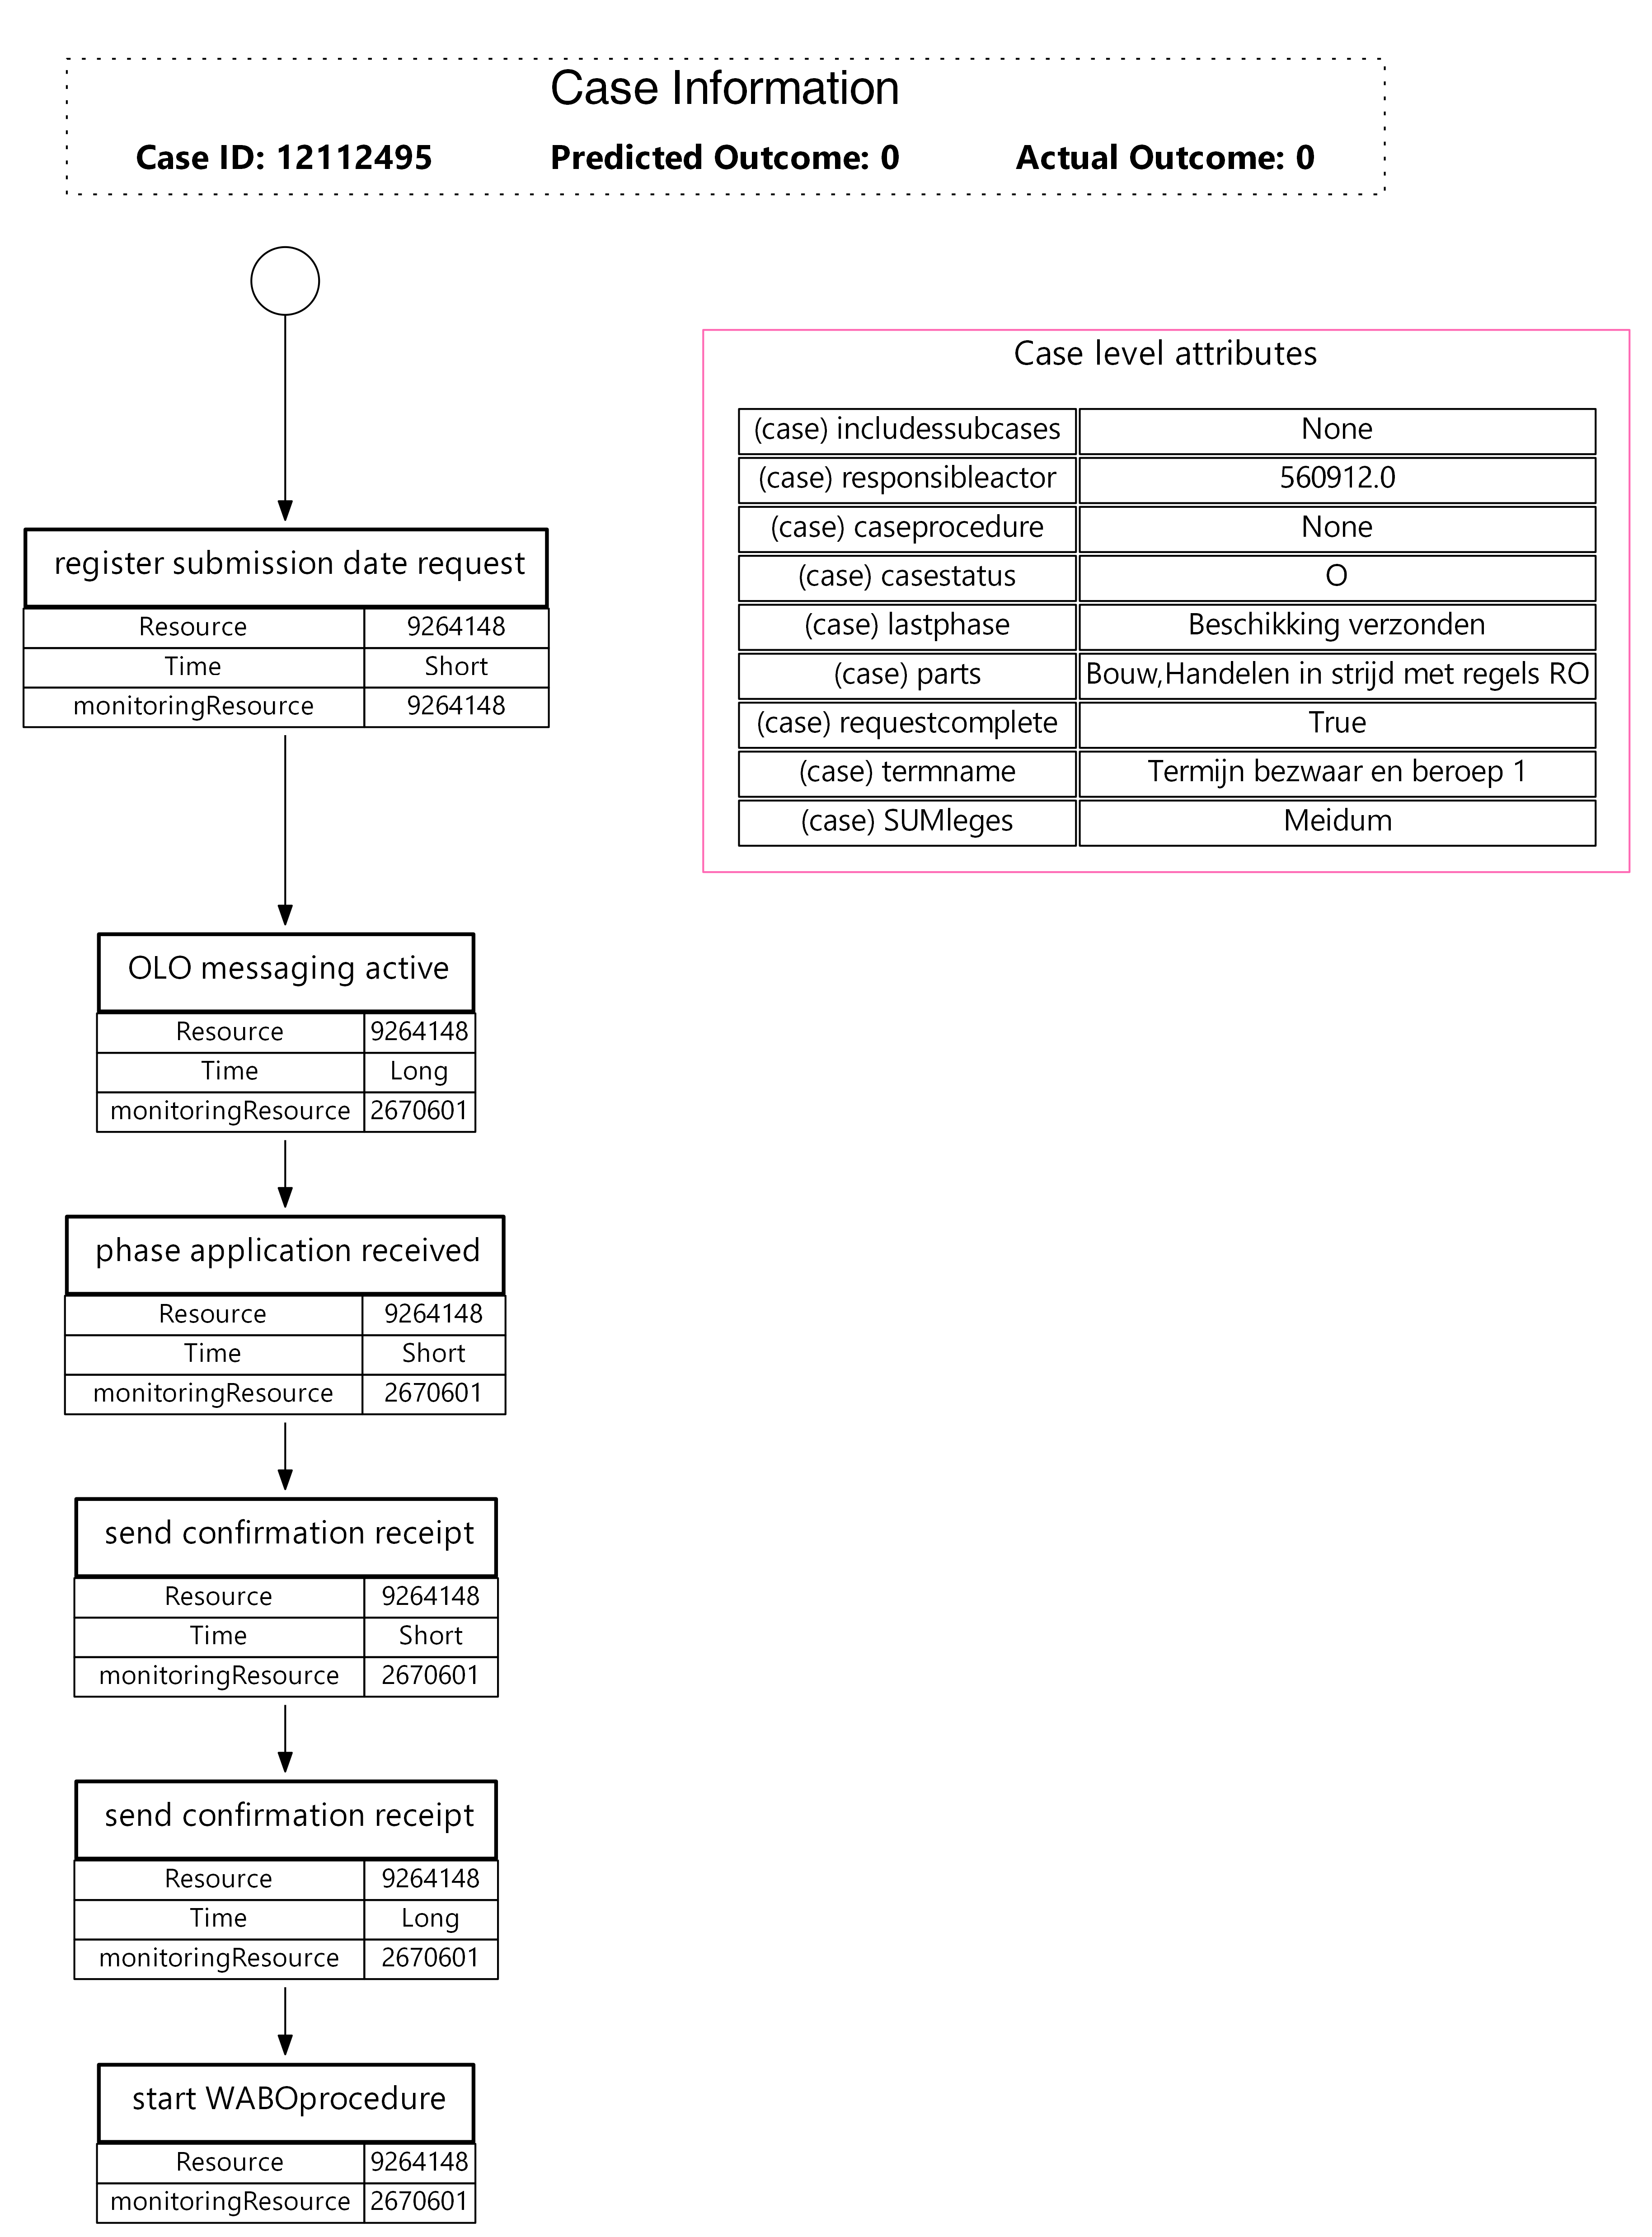 Case Information
Case ID: 12112495 Predicted Outcome: 0 Actual Outcome: 0
Case level attributes
(case) includessubcases None
(case) responsibleactor 560912.0
(case) caseprocedure None
(case) casestatus O
(case) lastphase Beschikking verzonden
(case) parts Bouw,Handelen in strijd met regels RO
(case) requestcomplete True
(case) termname Termijn bezwaar en beroep 1
(case) SUMleges Meidum
register submission date request
Resource 9264148
Time Short
monitoringResource 9264148
OLO messaging active
Resource 9264148
Time Long
monitoringResource 2670601
phase application received
Resource 9264148
Time Short
monitoringResource 2670601
send confirmation receipt
Resource 9264148
Time Short
monitoringResource 2670601
send confirmation receipt
Resource 9264148
Time Long
monitoringResource 2670601
start WABOprocedure
Resource 9264148
monitoringResource 2670601